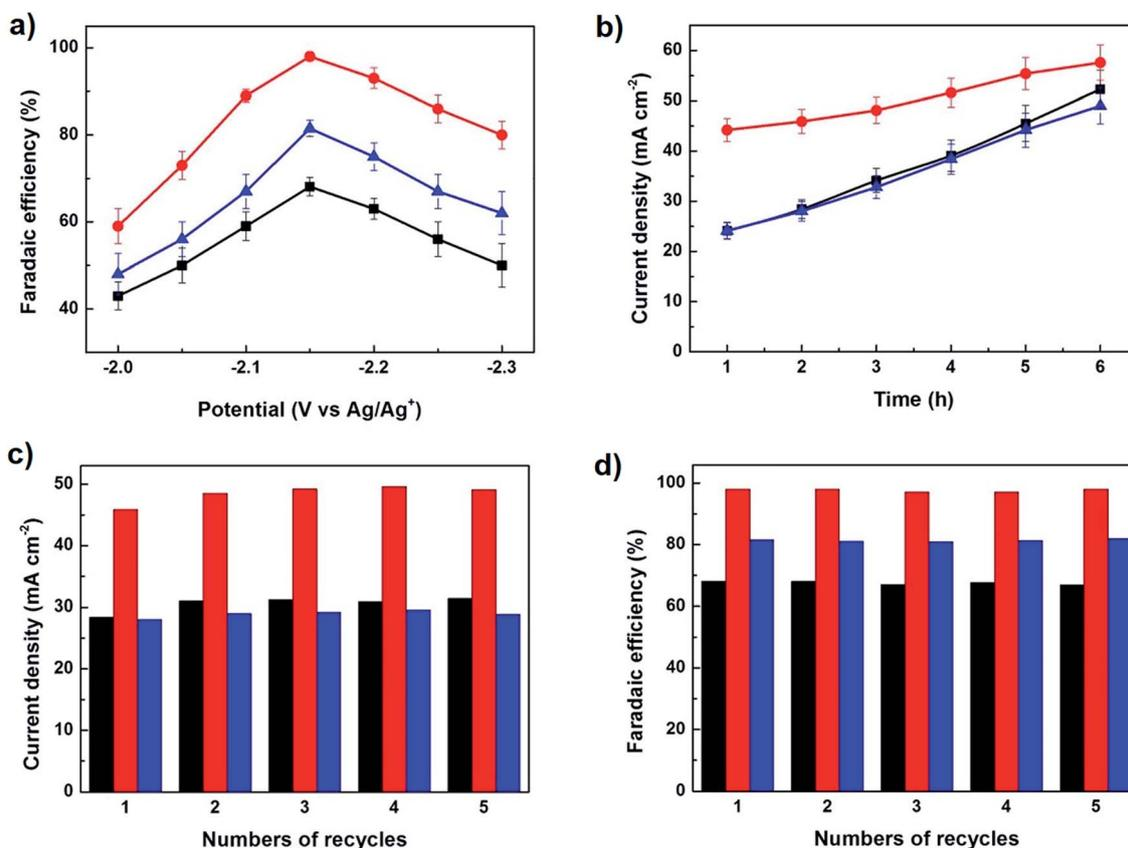 a)
Faradaic efficiency (%)
100
80
60
40
-2.0 -2.1 -2.2 -2.3
Potential (V vs Ag/Ag⁺)
b)
Current density (mA cm⁻²)
60
50
40
30
20
10
0
1 2 3 4 5 6
Time (h)
c)
Current density (mA cm⁻²)
50
40
30
20
10
0
1 2 3 4 5
Numbers of recycles
d)
Faradaic efficiency (%)
100
80
60
40
20
0
1 2 3 4 5
Numbers of recycles